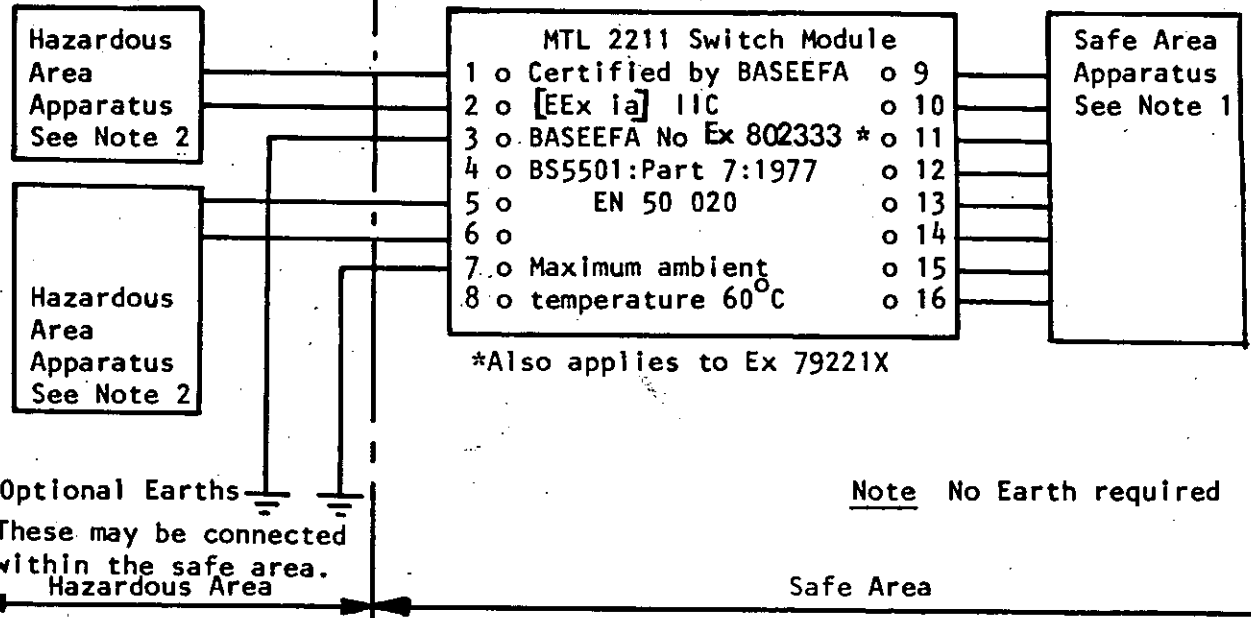 Hazardous
Area
Apparatus
See Note 2
Hazardous
Area
Apparatus
See Note 2
MTL 2211 Switch Module
1 o Certified by BASEEFA o 9
2 o [EEx ia] IIC o 10
3 o BASEEFA No Ex 802333 * o 11
4 o BS5501:Part 7:1977 o 12
5 o EN 50 020 o 13
6 o o 14
7 o Maximum ambient o 15
8 o temperature 60°C o 16
*Also applies to Ex 79221X
Safe Area
Apparatus
See Note 1
Optional Earths
These may be connected
within the safe area.
Note No Earth required
Hazardous Area
Safe Area